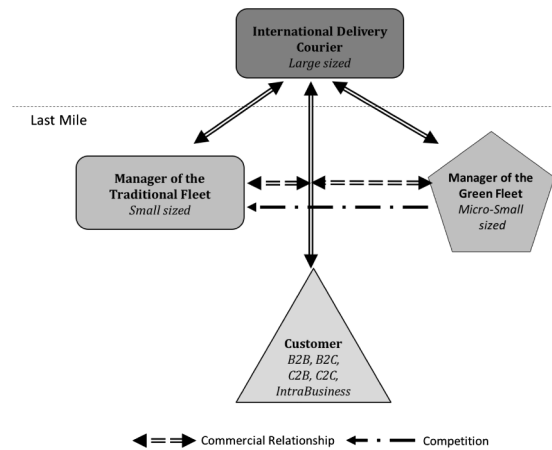 International Delivery
Courier
Large sized
Last Mile
Manager of the
Traditional Fleet
Small sized
Manager of the
Green Fleet
Micro-Small
sized
Customer
B2B, B2C,
C2B, C2C,
IntraBusiness
Commercial Relationship
Competition